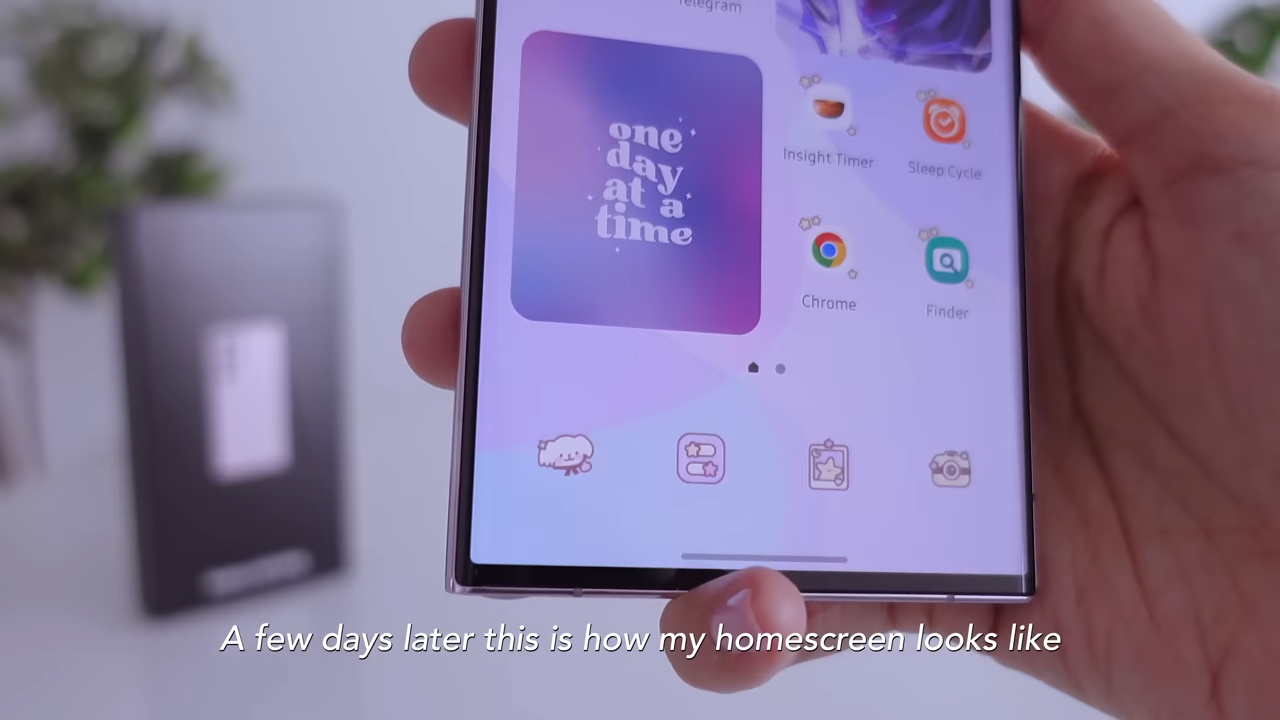 Telegram
one
day
at a
time
Insight Timer
Sleep Cycle
Chrome
Finder
A few days later this is how my homescreen looks like